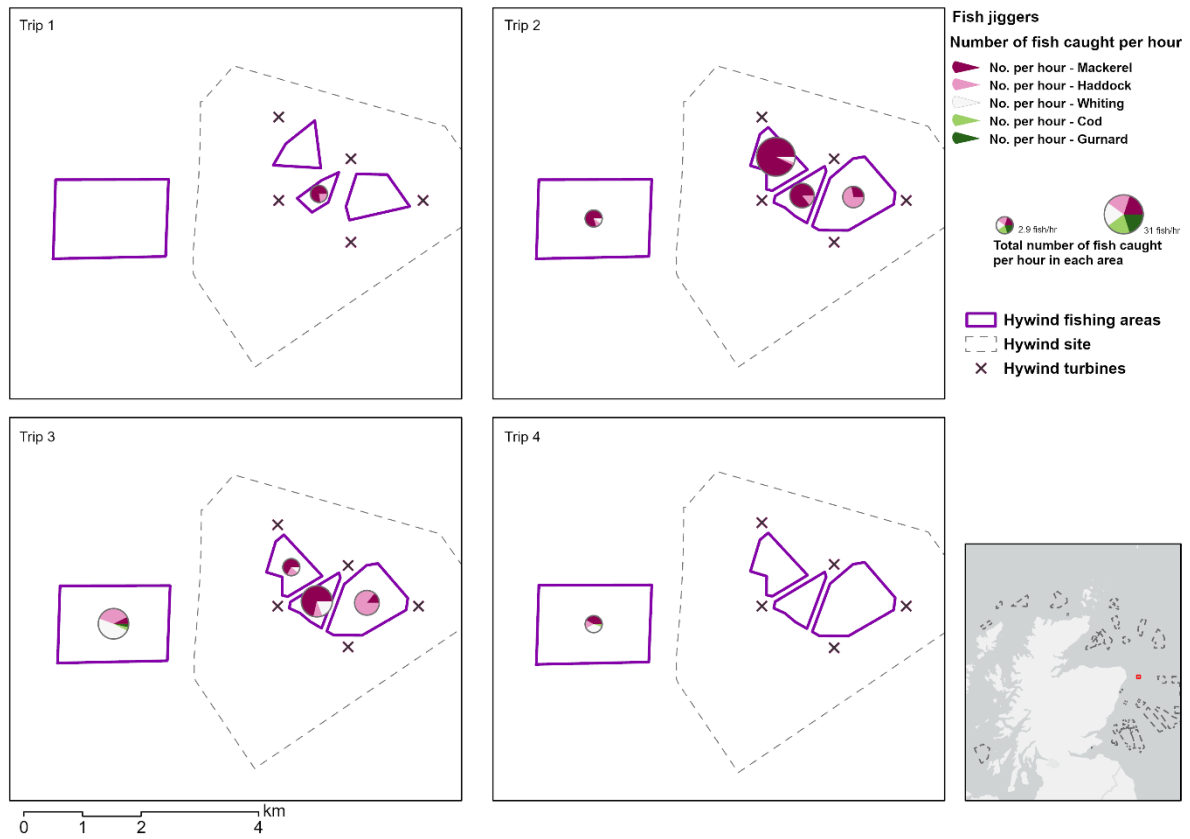 Trip 1
Trip 2
Fish jiggers
Number of fish caught per hour
No. per hour - Mackerel
No. per hour - Haddock
No. per hour - Whiting
No. per hour - Cod
No. per hour - Gurnard
2.9 fish/hr
31 fish/hr
Total number of fish caught
per hour in each area
Hywind fishing areas
Hywind site
Hywind turbines
Trip 3
Trip 4
km
0 1 2 4